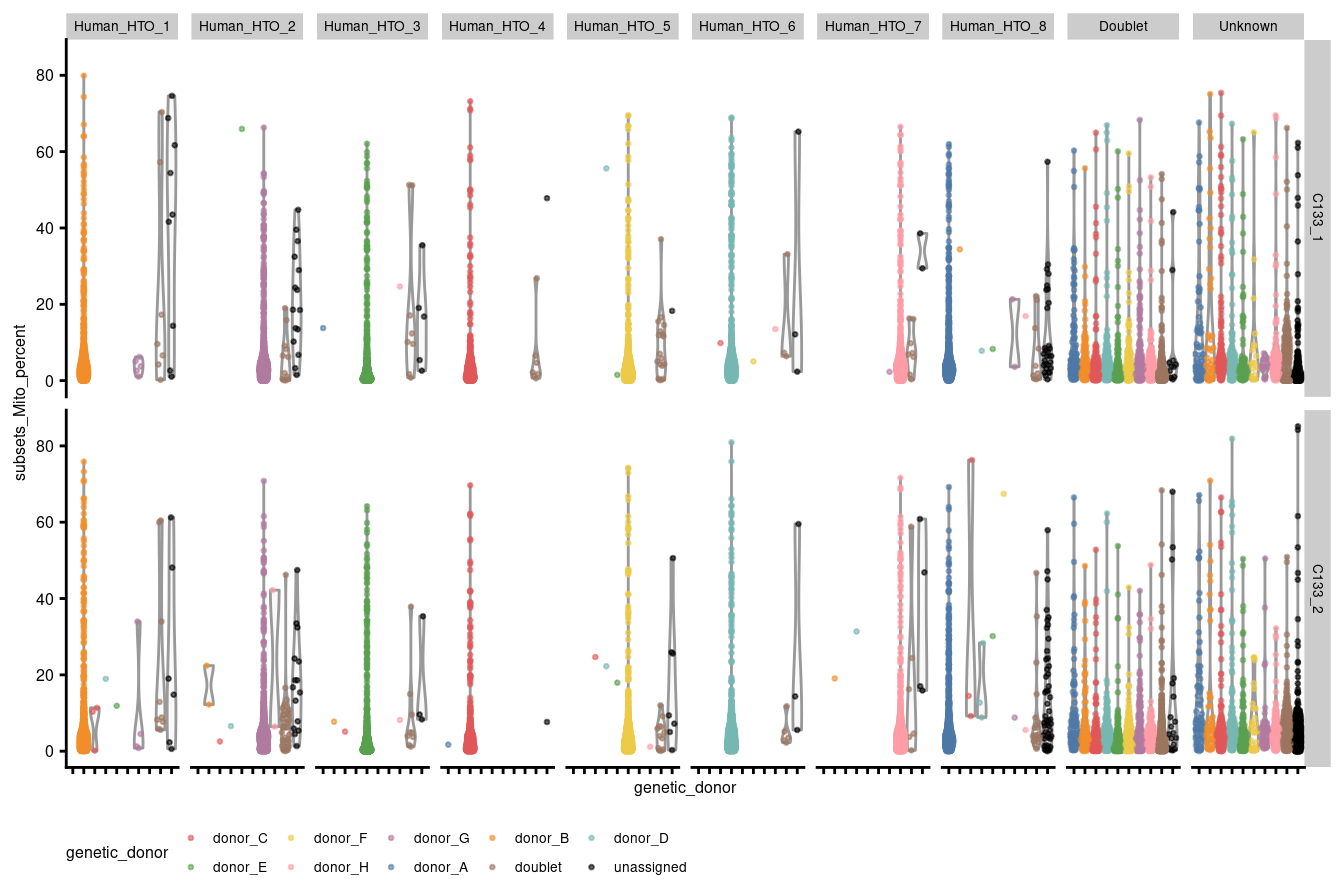 Human_HTO_1 Human_HTO_2 Human_HTO_3 Human_HTO_4 Human_HTO_5 Human_HTO_6 Human_HTO_7 Human_HTO_8 Doublet Unknown
80
60
40
20
0
C133_1
subsets_Mito_percent
80
60
40
20
0
C133_2
genetic_donor
genetic_donor
donor_C donor_F donor_G donor_B donor_D
donor_E donor_H donor_A doublet unassigned